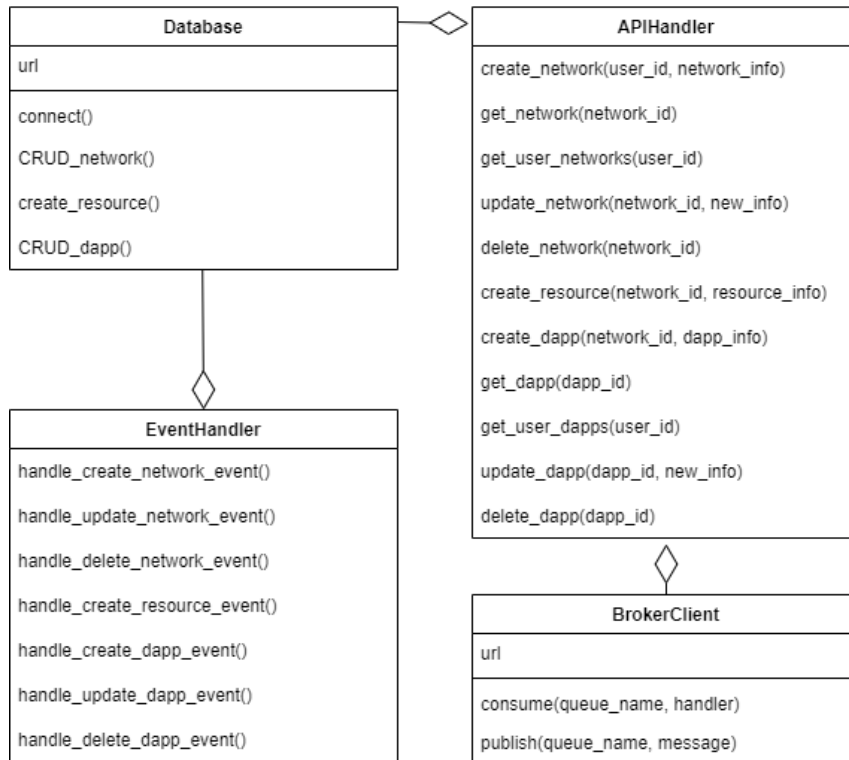 Database
url
connect()
CRUD_network()
create_resource()
CRUD_dapp()
APIHandler
create_network(user_id, network_info)
get_network(network_id)
get_user_networks(user_id)
update_network(network_id, new_info)
delete_network(network_id)
create_resource(network_id, resource_info)
create_dapp(network_id, dapp_info)
get_dapp(dapp_id)
get_user_dapps(user_id)
update_dapp(dapp_id, new_info)
delete_dapp(dapp_id)
EventHandler
handle_create_network_event()
handle_update_network_event()
handle_delete_network_event()
handle_create_resource_event()
handle_create_dapp_event()
handle_update_dapp_event()
handle_delete_dapp_event()
BrokerClient
url
consume(queue_name, handler)
publish(queue_name, message)